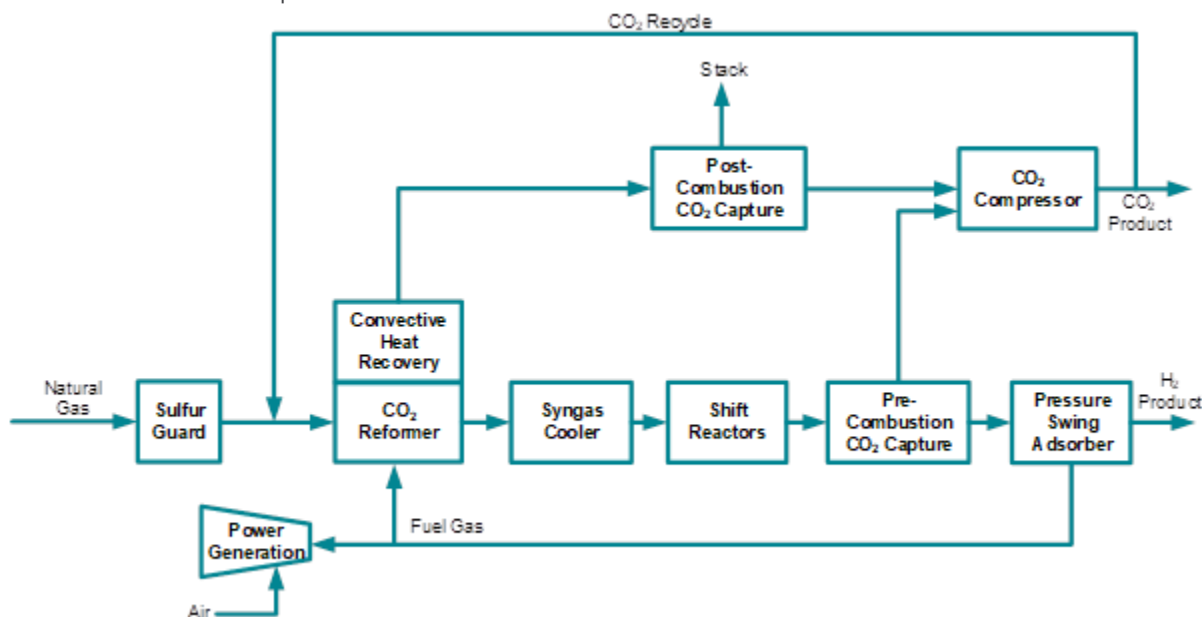 CO₂ Recycle
Stack
Post-
Combustion
CO₂ Capture
CO₂
Compressor
CO₂
Product
Convective
Heat
Recovery
Natural
Gas
Sulfur
Guard
CO₂
Reformer
Syngas
Cooler
Shift
Reactors
Pre-
Combustion
CO₂ Capture
Pressure
Swing
Adsorber
H₂
Product
Power
Generation
Fuel Gas
Air